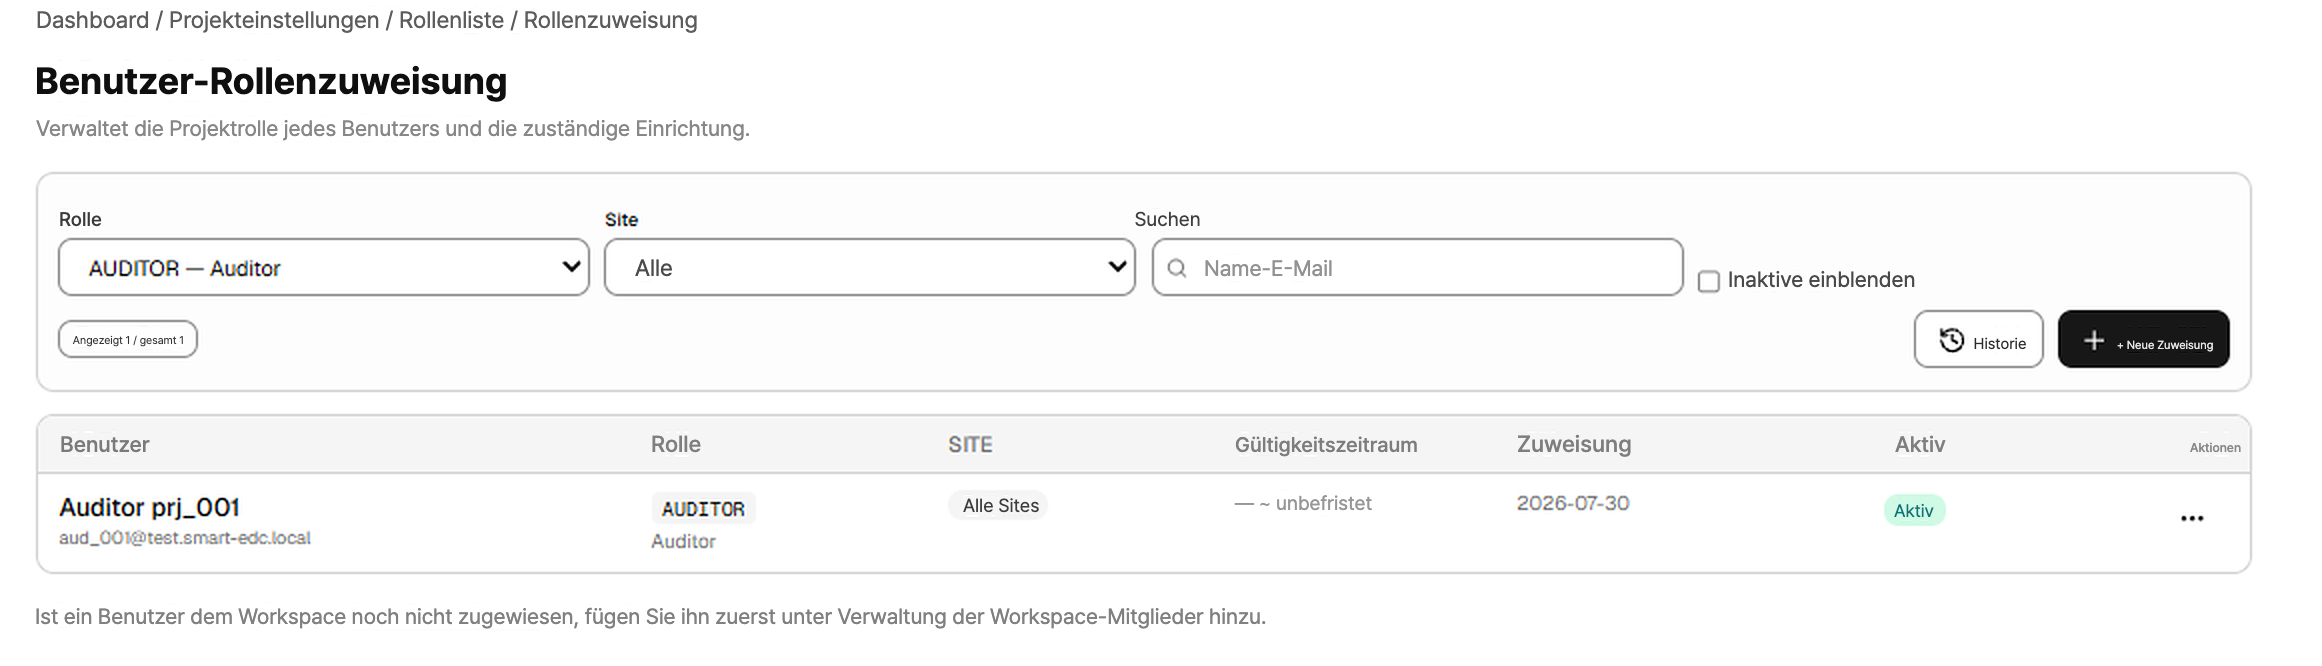 Dashboard / Projekteinstellungen / Rollenliste / Rollenzuweisung
Benutzer-Rollenzuweisung
Verwaltet die Projektrolle jedes Benutzers und die zuständige Einrichtung.
Rolle Site Suchen
AUDITOR — Auditor Alle Name-E-Mail Inaktive einblenden
Angezeigt 1 / gesamt 1 Historie + Neue Zuweisung
Benutzer Rolle SITE Gültigkeitszeitraum Zuweisung Aktiv Aktionen
Auditor prj_001 AUDITOR Alle Sites — ~ unbefristet 2026-07-30 Aktiv
aud_001@test.smart-edc.local Auditor
Ist ein Benutzer dem Workspace noch nicht zugewiesen, fügen Sie ihn zuerst unter Verwaltung der Workspace-Mitglieder hinzu.